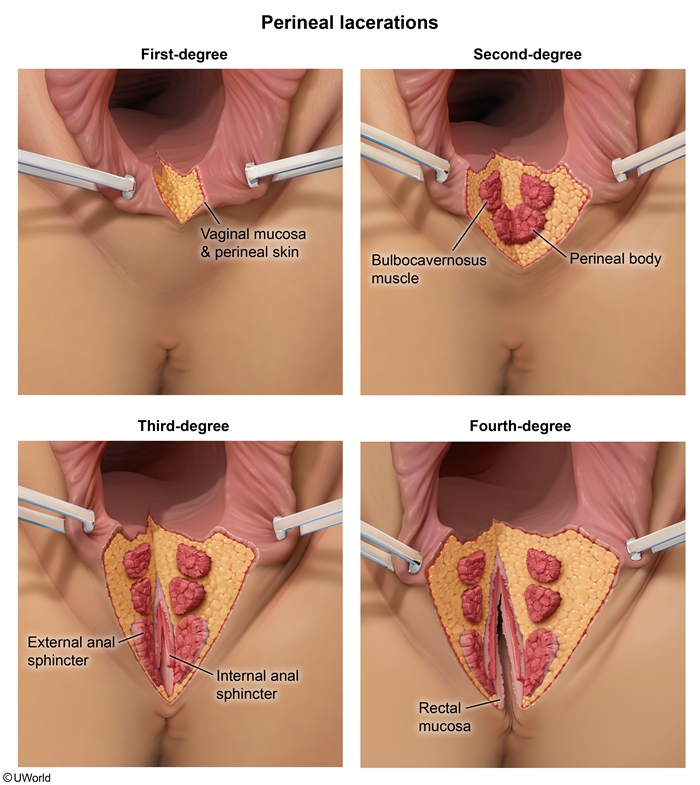 Perineal lacerations
First-degree
Second-degree
Vaginal mucosa
& perineal skin
Bulbocavernosus
muscle
Perineal body
Third-degree
Fourth-degree
External anal
sphincter
Internal anal
sphincter
Rectal
mucosa
©UWorld